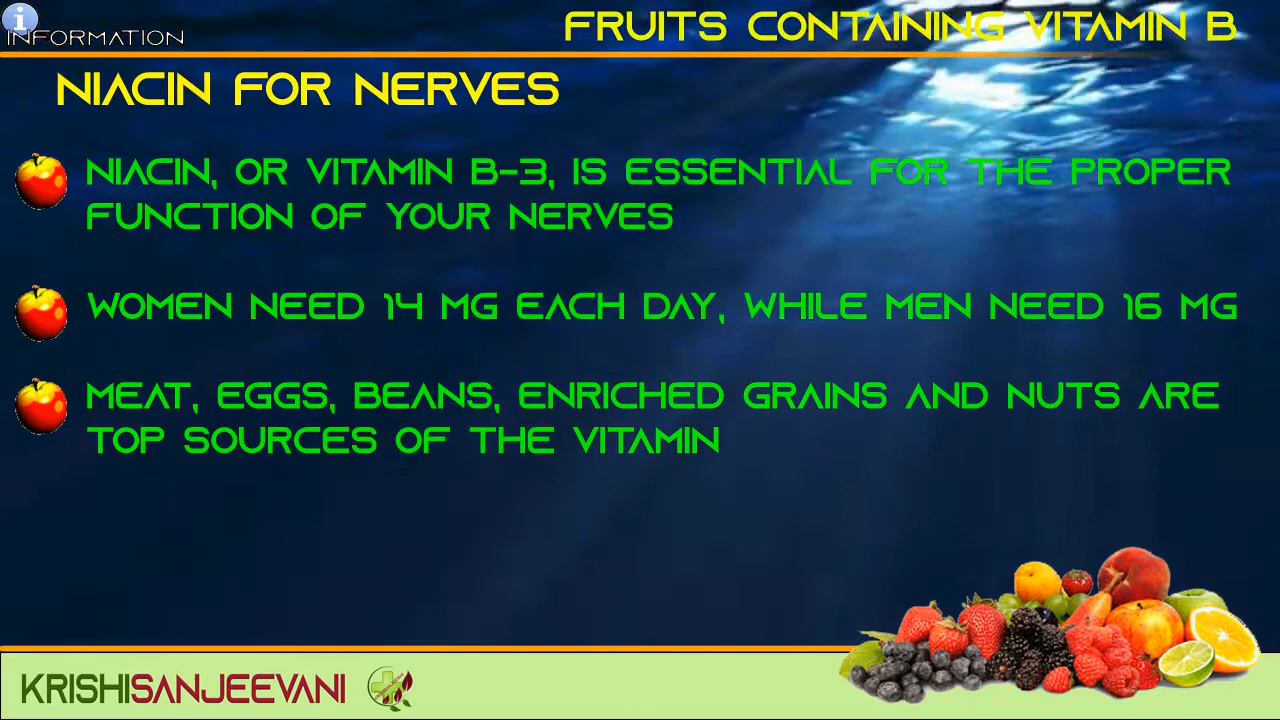 i
INFORMATION
FRUITS CONTAINING VITAMIN B
NIACIN FOR NERVES
NIACIN, OR VITAMIN B-3, IS ESSENTIAL FOR THE PROPER
FUNCTION OF YOUR NERVES
WOMEN NEED 14 MG EACH DAY, WHILE MEN NEED 16 MG
MEAT, EGGS, BEANS, ENRICHED GRAINS AND NUTS ARE
TOP SOURCES OF THE VITAMIN
KRISHISANJEEVANI